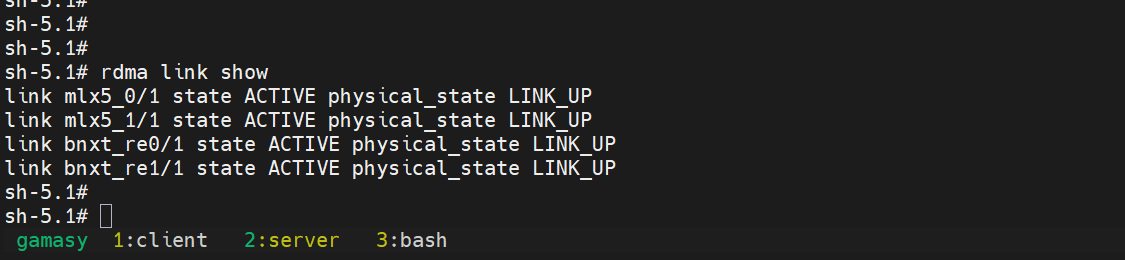 sh-5.1#
sh-5.1#
sh-5.1#
sh-5.1# rdma link show
link mlx5_0/1 state ACTIVE physical_state LINK_UP
link mlx5_1/1 state ACTIVE physical_state LINK_UP
link bnxt_re0/1 state ACTIVE physical_state LINK_UP
link bnxt_re1/1 state ACTIVE physical_state LINK_UP
sh-5.1#
sh-5.1#
gamasy 1:client 2:server 3:bash